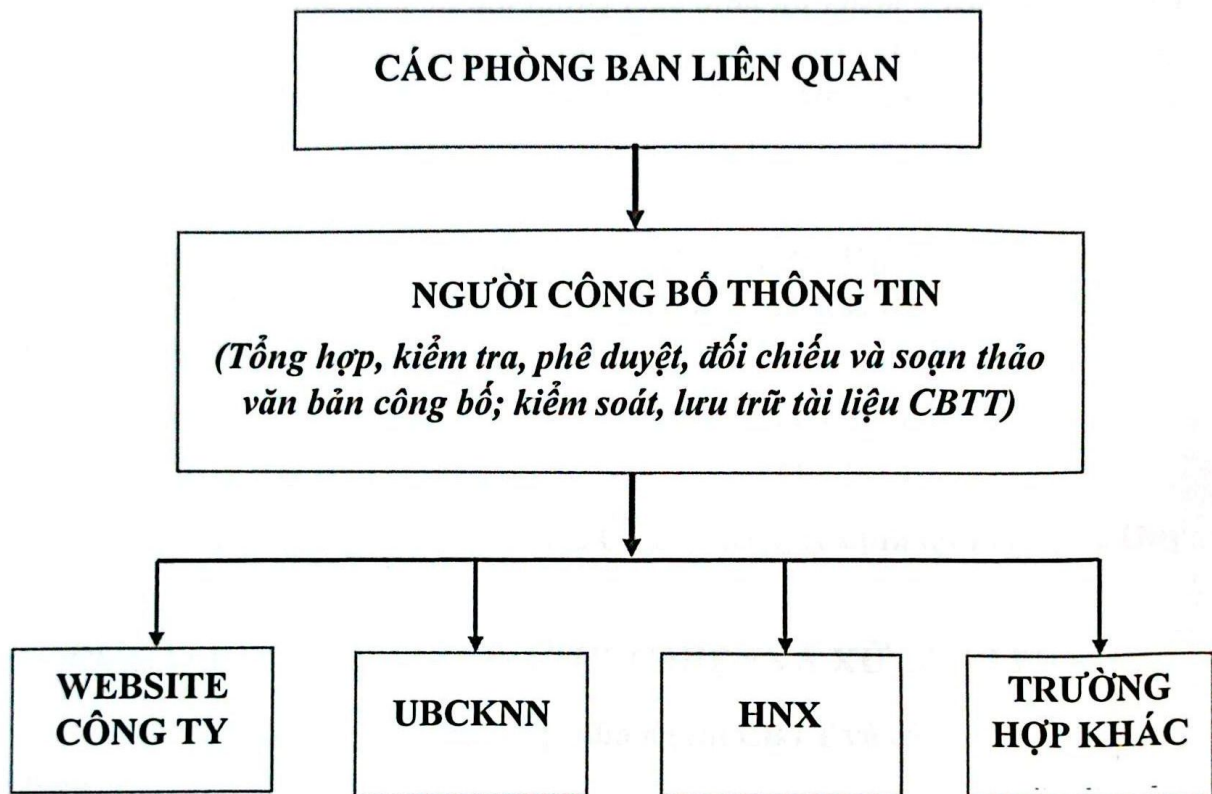 CÁC PHÒNG BAN LIÊN QUAN
NGƯỜI CÔNG BỐ THÔNG TIN
(Tổng hợp, kiểm tra, phê duyệt, đối chiếu và soạn thảo
văn bản công bố; kiểm soát, lưu trữ tài liệu CBTT)
WEBSITE
CÔNG TY
UBCKNN
HNX
TRƯỜNG
HỢP KHÁC